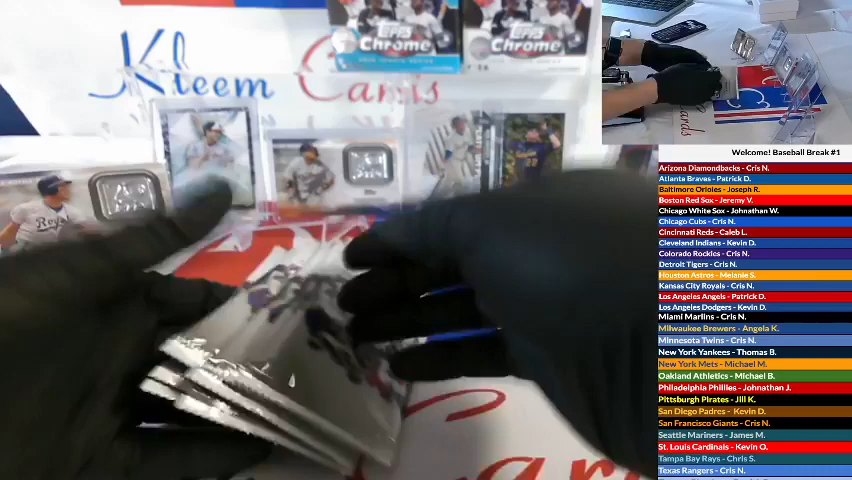 Kleem Cards
TOPPS
Chrome
TOPPS
Chrome
Royals
Cards
ards
Welcome! Baseball Break #1
Arizona Diamondbacks - Cris N.
Atlanta Braves - Patrick D.
Baltimore Orioles - Joseph R.
Boston Red Sox - Jeremy V.
Chicago White Sox - Johnathan W.
Chicago Cubs - Cris N.
Cincinnati Reds - Caleb L.
Cleveland Indians - Kevin D.
Colorado Rockies - Cris N.
Detroit Tigers - Cris N.
Houston Astros - Melanie S.
Kansas City Royals - Cris N.
Los Angeles Angels - Patrick D.
Los Angeles Dodgers - Kevin D.
Miami Marlins - Cris N.
Milwaukee Brewers - Angela K.
Minnesota Twins - Cris N.
New York Yankees - Thomas B.
New York Mets - Michael M.
Oakland Athletics - Michael B.
Philadelphia Phillies - Johnathan J.
Pittsburgh Pirates - Jill K.
San Diego Padres - Kevin D.
San Francisco Giants - Cris N.
Seattle Mariners - James M.
St. Louis Cardinals - Kevin O.
Tampa Bay Rays - Chris S.
Texas Rangers - Cris N.